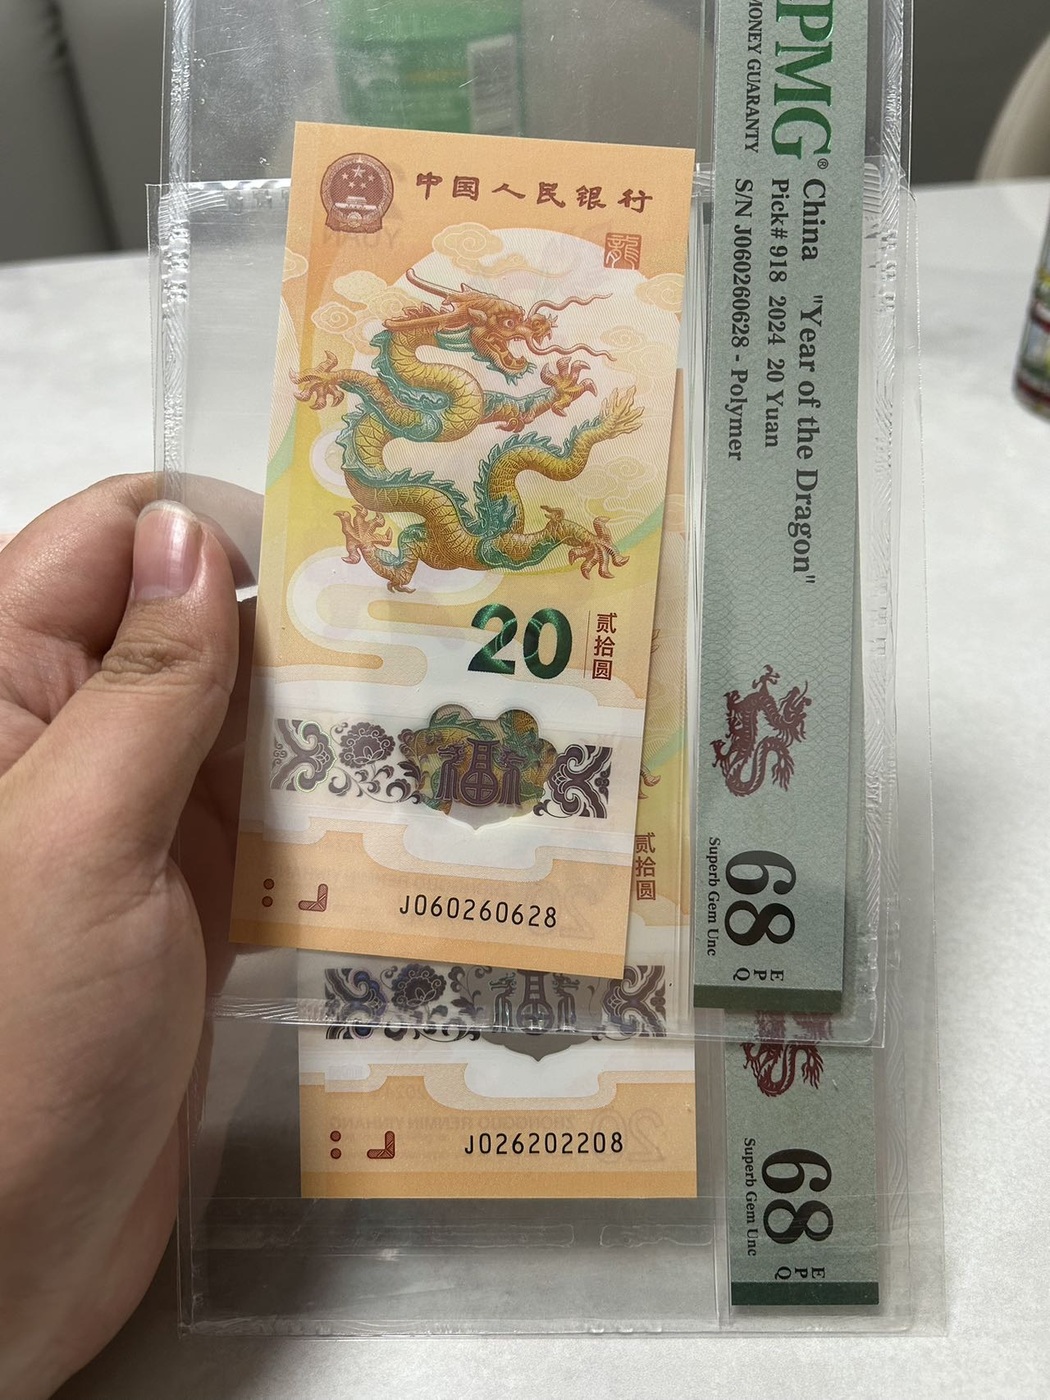 中国人民银行
龍
20 贰拾圆
福
J060260628
PMG®
MONEY GUARANTY
China "Year of the Dragon"
Pick# 918 2024 20 Yuan
S/N J060260628 - Polymer
68 EPQ
Superb Gem Unc
贰拾圆
福
J026202208
68 EPQ
Superb Gem Unc